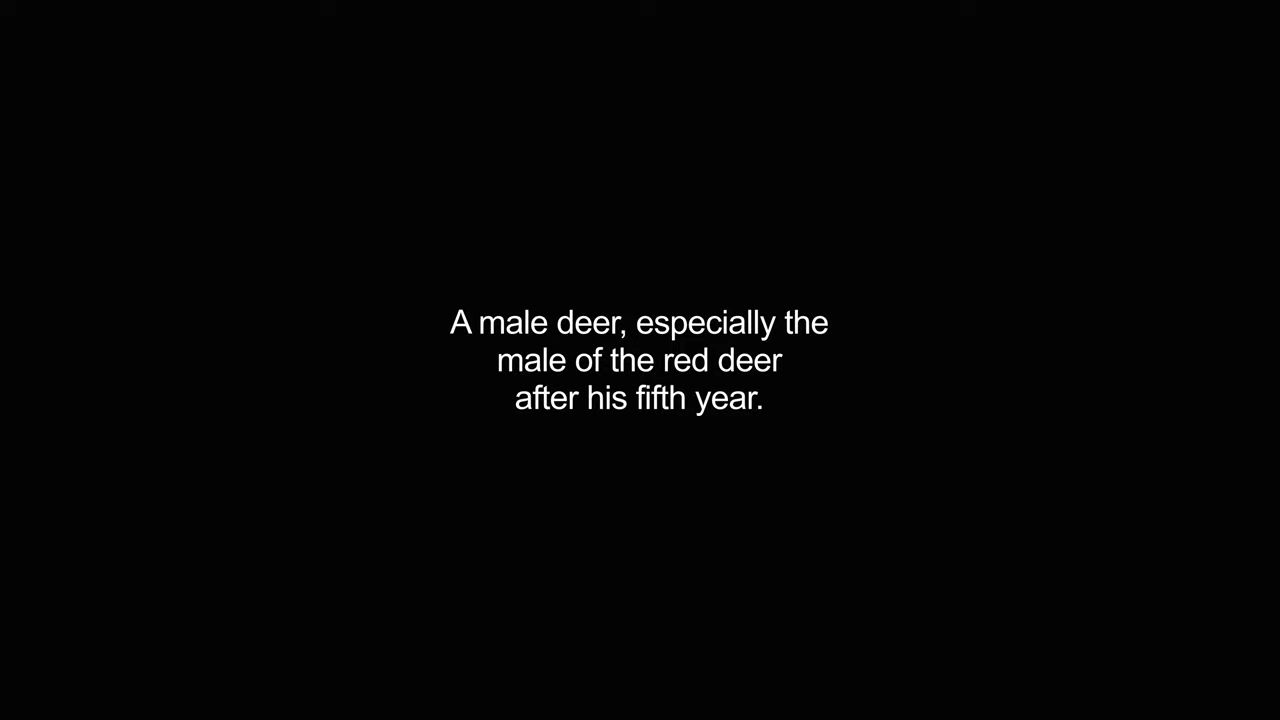 A male deer, especially the
male of the red deer
after his fifth year.